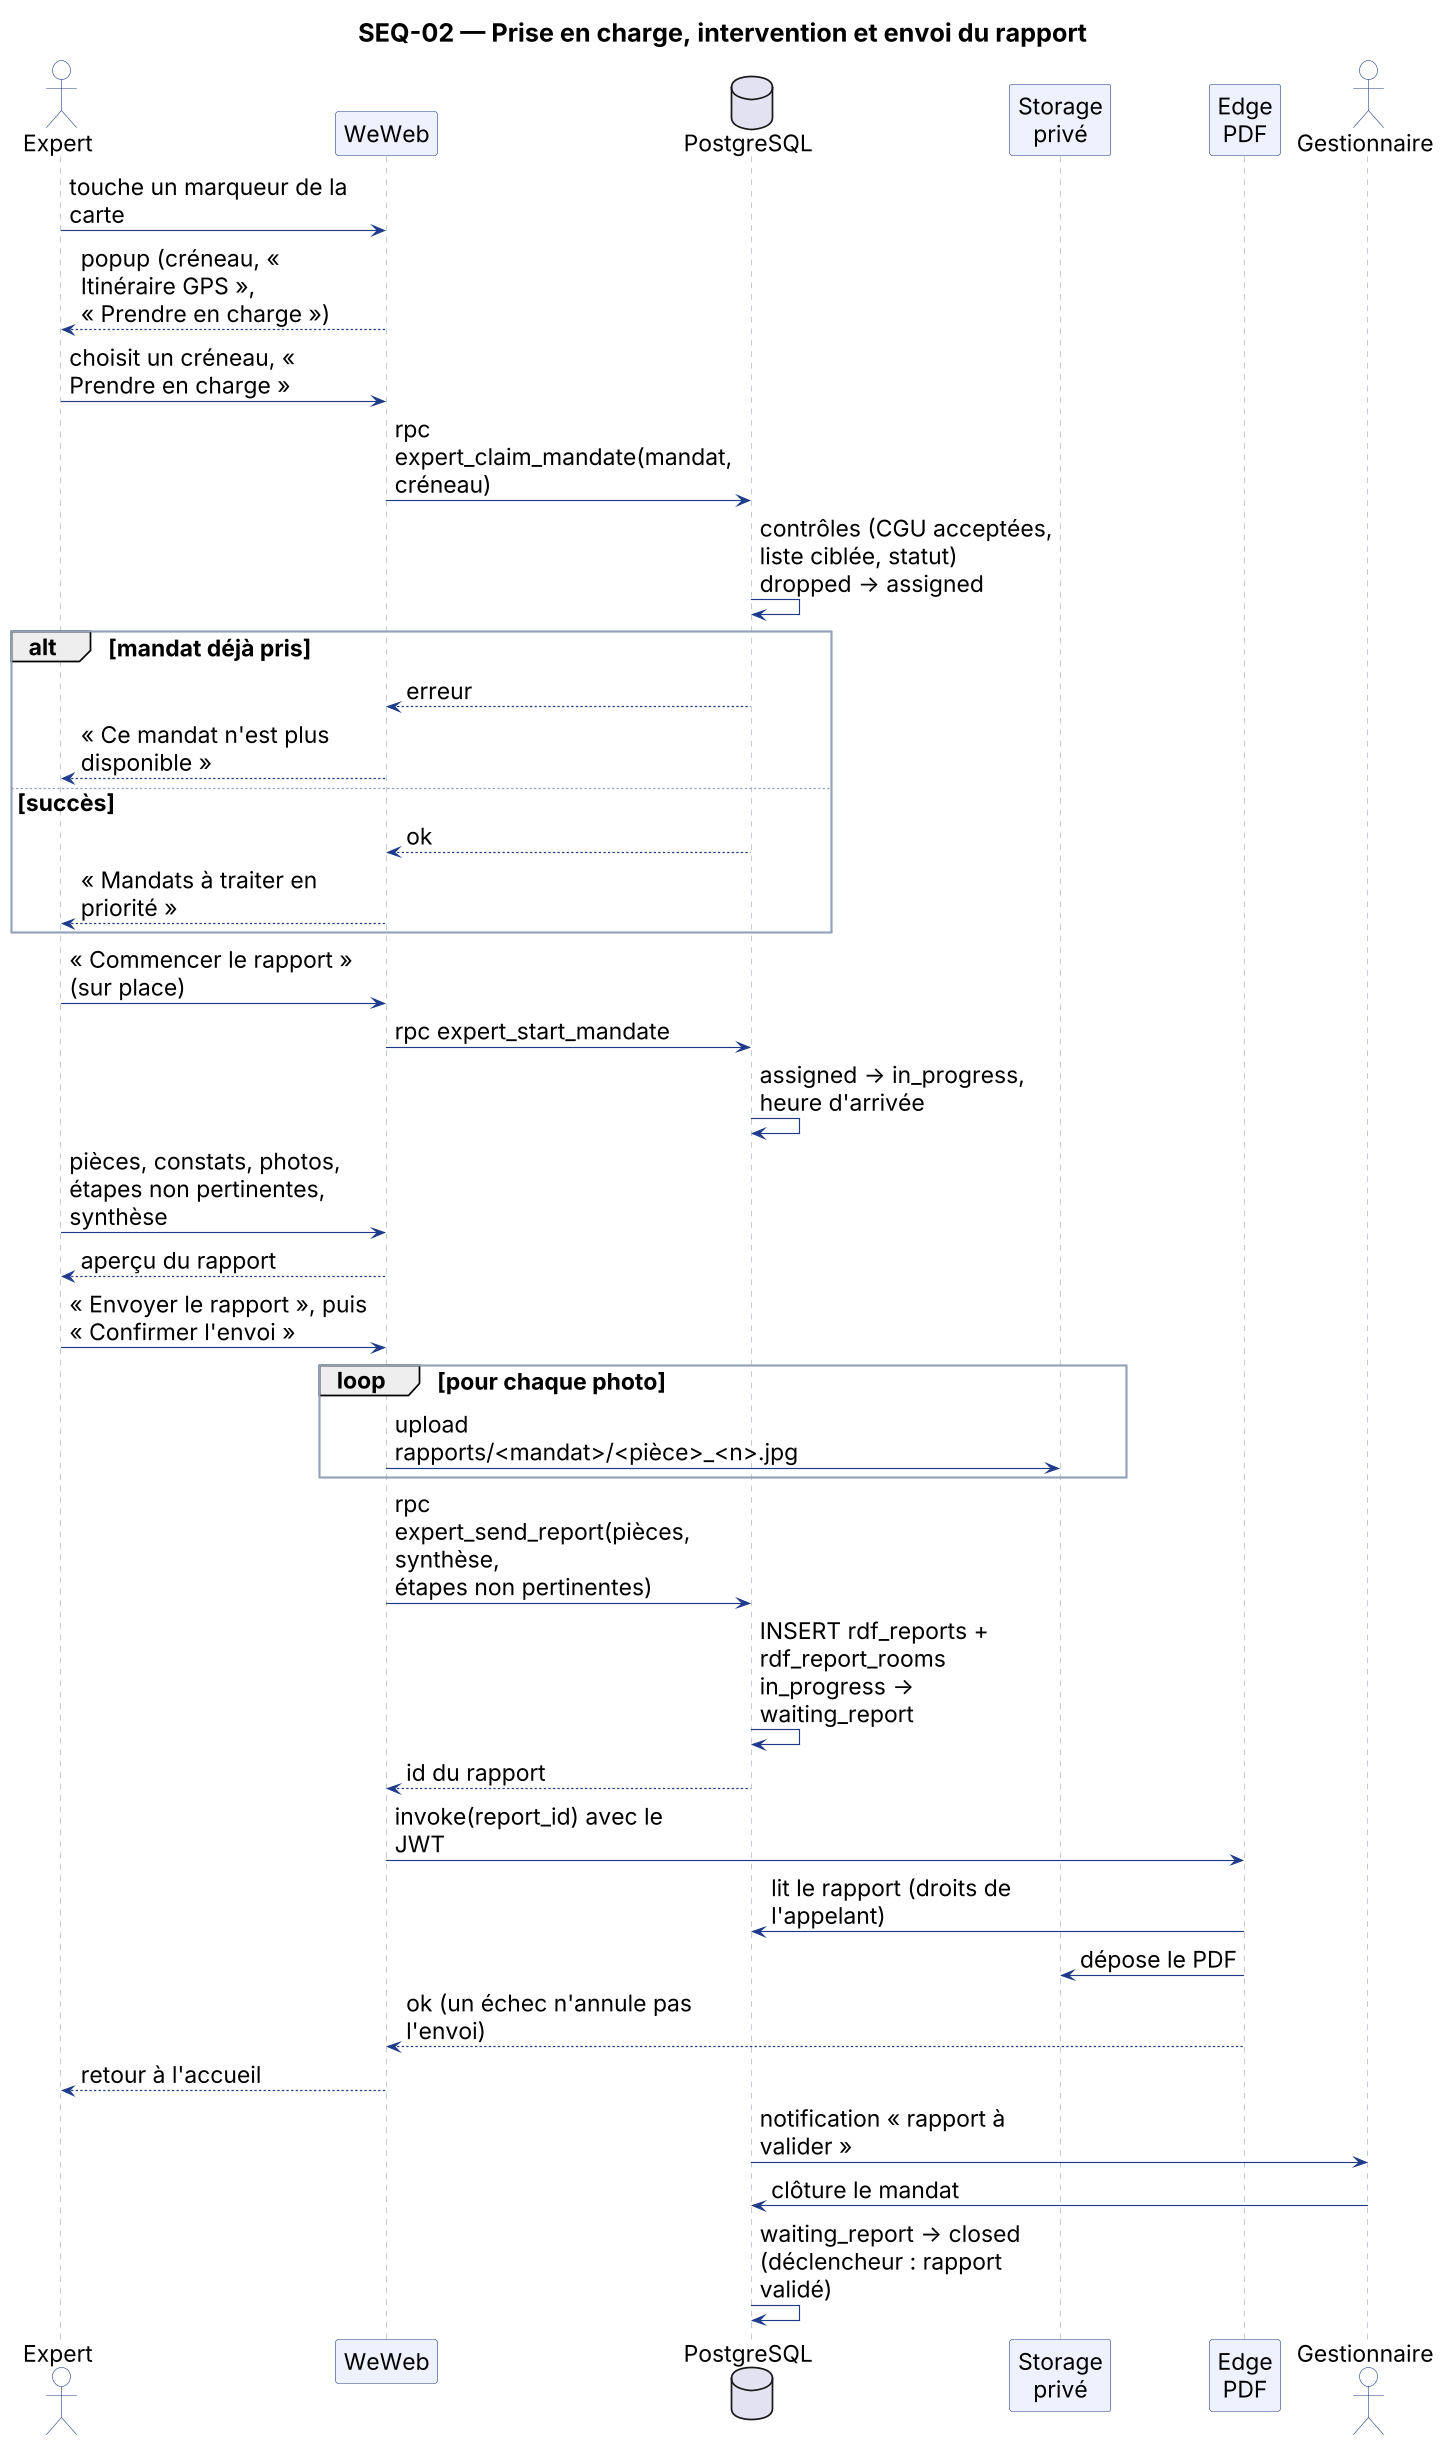 SEQ-02 — Prise en charge, intervention et envoi du rapport
Expert
WeWeb
PostgreSQL
Storage
privé
Edge
PDF
Gestionnaire
touche un marqueur de la
carte
popup (créneau, «
Itinéraire GPS »,
« Prendre en charge »)
choisit un créneau, «
Prendre en charge »
rpc
expert_claim_mandate(mandat,
créneau)
contrôles (CGU acceptées,
liste ciblée, statut)
dropped → assigned
alt [mandat déjà pris]
erreur
« Ce mandat n'est plus
disponible »
[succès]
ok
« Mandats à traiter en
priorité »
« Commencer le rapport »
(sur place)
rpc expert_start_mandate
assigned → in_progress,
heure d'arrivée
pièces, constats, photos,
étapes non pertinentes,
synthèse
aperçu du rapport
« Envoyer le rapport », puis
« Confirmer l'envoi »
loop [pour chaque photo]
upload
rapports/<mandat>/<pièce>_<n>.jpg
rpc
expert_send_report(pièces,
synthèse,
étapes non pertinentes)
INSERT rdf_reports +
rdf_report_rooms
in_progress →
waiting_report
id du rapport
invoke(report_id) avec le
JWT
lit le rapport (droits de
l'appelant)
dépose le PDF
ok (un échec n'annule pas
l'envoi)
retour à l'accueil
notification « rapport à
valider »
clôture le mandat
waiting_report → closed
(déclencheur : rapport
validé)
Expert
WeWeb
PostgreSQL
Storage
privé
Edge
PDF
Gestionnaire